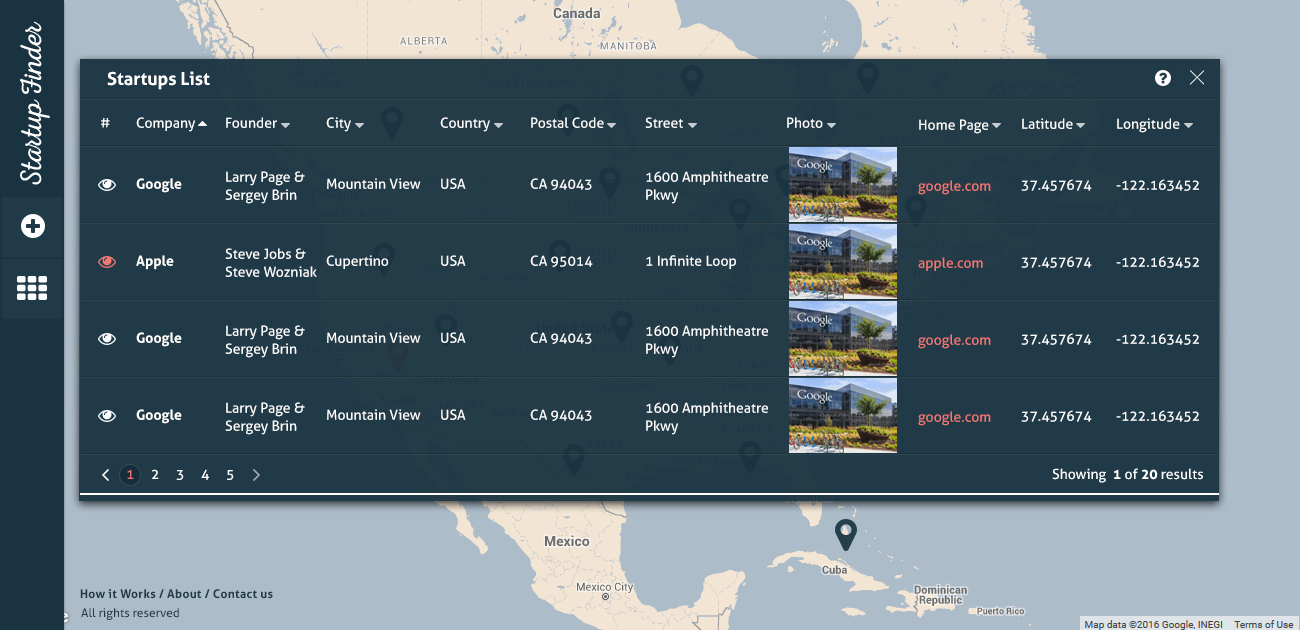 Startup Finder
Canada
ALBERTA
MANITOBA
Startups List
# Company Founder City Country Postal Code Street Photo Home Page Latitude Longitude
Google
Larry Page &
Sergey Brin
Mountain View
USA
CA 94043
1600 Amphitheatre
Pkwy
Google
google.com
37.457674
-122.163452
Apple
Steve Jobs &
Steve Wozniak
Cupertino
USA
CA 95014
1 Infinite Loop
Google
apple.com
37.457674
-122.163452
Google
Larry Page &
Sergey Brin
Mountain View
USA
CA 94043
1600 Amphitheatre
Pkwy
Google
google.com
37.457674
-122.163452
Google
Larry Page &
Sergey Brin
Mountain View
USA
CA 94043
1600 Amphitheatre
Pkwy
Google
google.com
37.457674
-122.163452
1 2 3 4 5
Showing 1 of 20 results
Mexico
Mexico City
Cuba
Dominican
Republic
Puerto Rico
How it Works / About / Contact us
All rights reserved
Map data ©2016 Google, INEGI Terms of Use